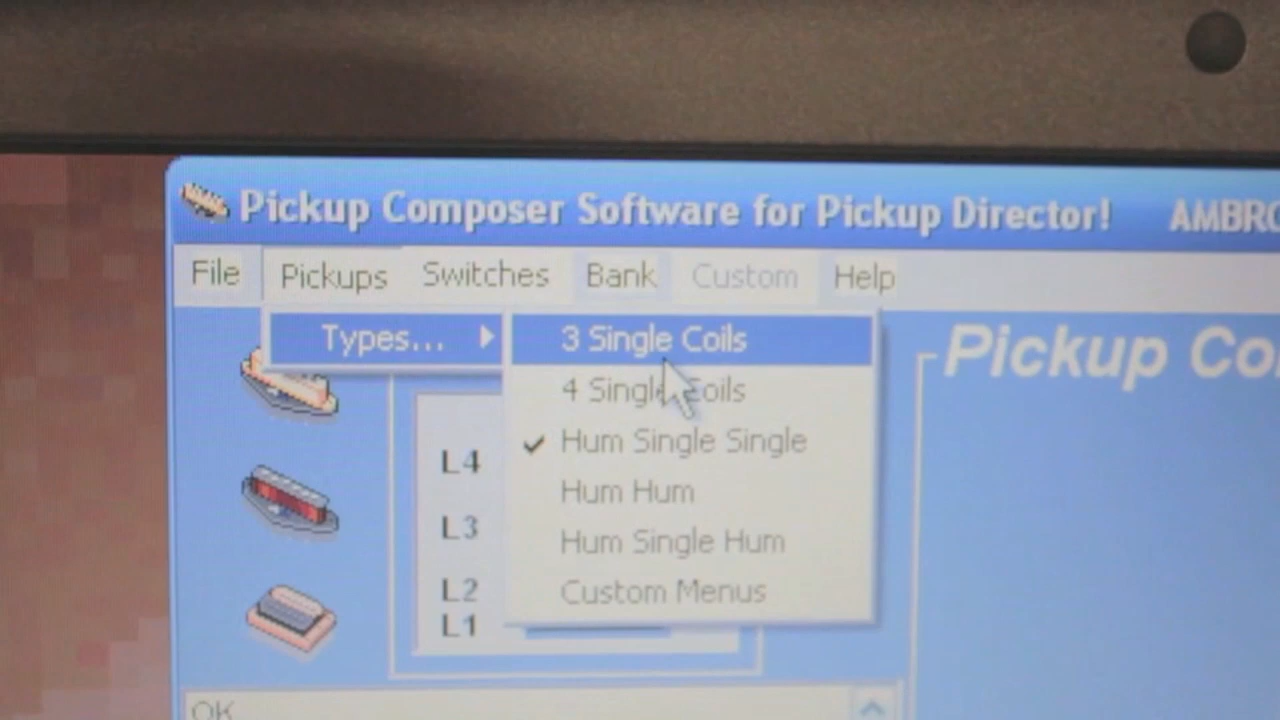 Pickup Composer Software for Pickup Director! AMBRO
File Pickups Switches Bank Custom Help
Types...
3 Single Coils
4 Single Coils
Hum Single Single
Hum Hum
Hum Single Hum
Custom Menus
L4
L3
L2
L1
Pickup Co
OK